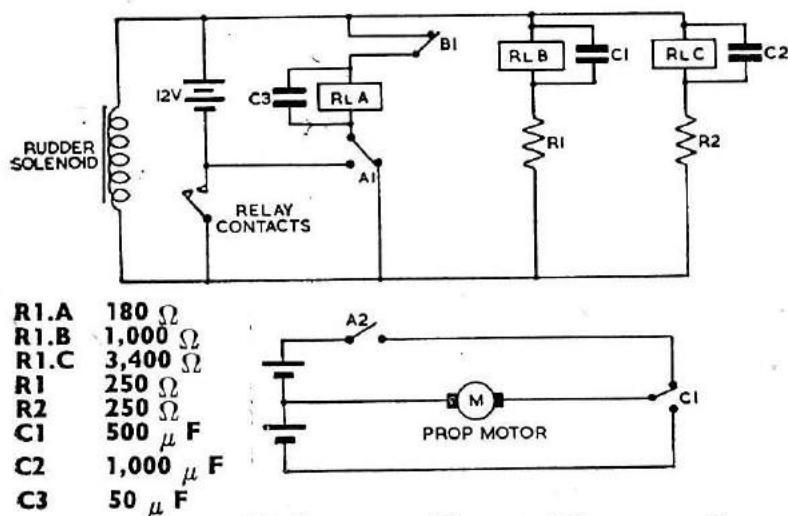 B1
RL B
C1
RL C
C2
12V
C3
RL A
RUDDER
SOLENOID
R1
R2
A1
RELAY
CONTACTS
R1.A 180 Ω
R1.B 1,000 Ω
R1.C 3,400 Ω
R1 250 Ω
R2 250 Ω
C1 500 μ F
C2 1,000 μ F
C3 50 μ F
A2
M
C1
PROP MOTOR